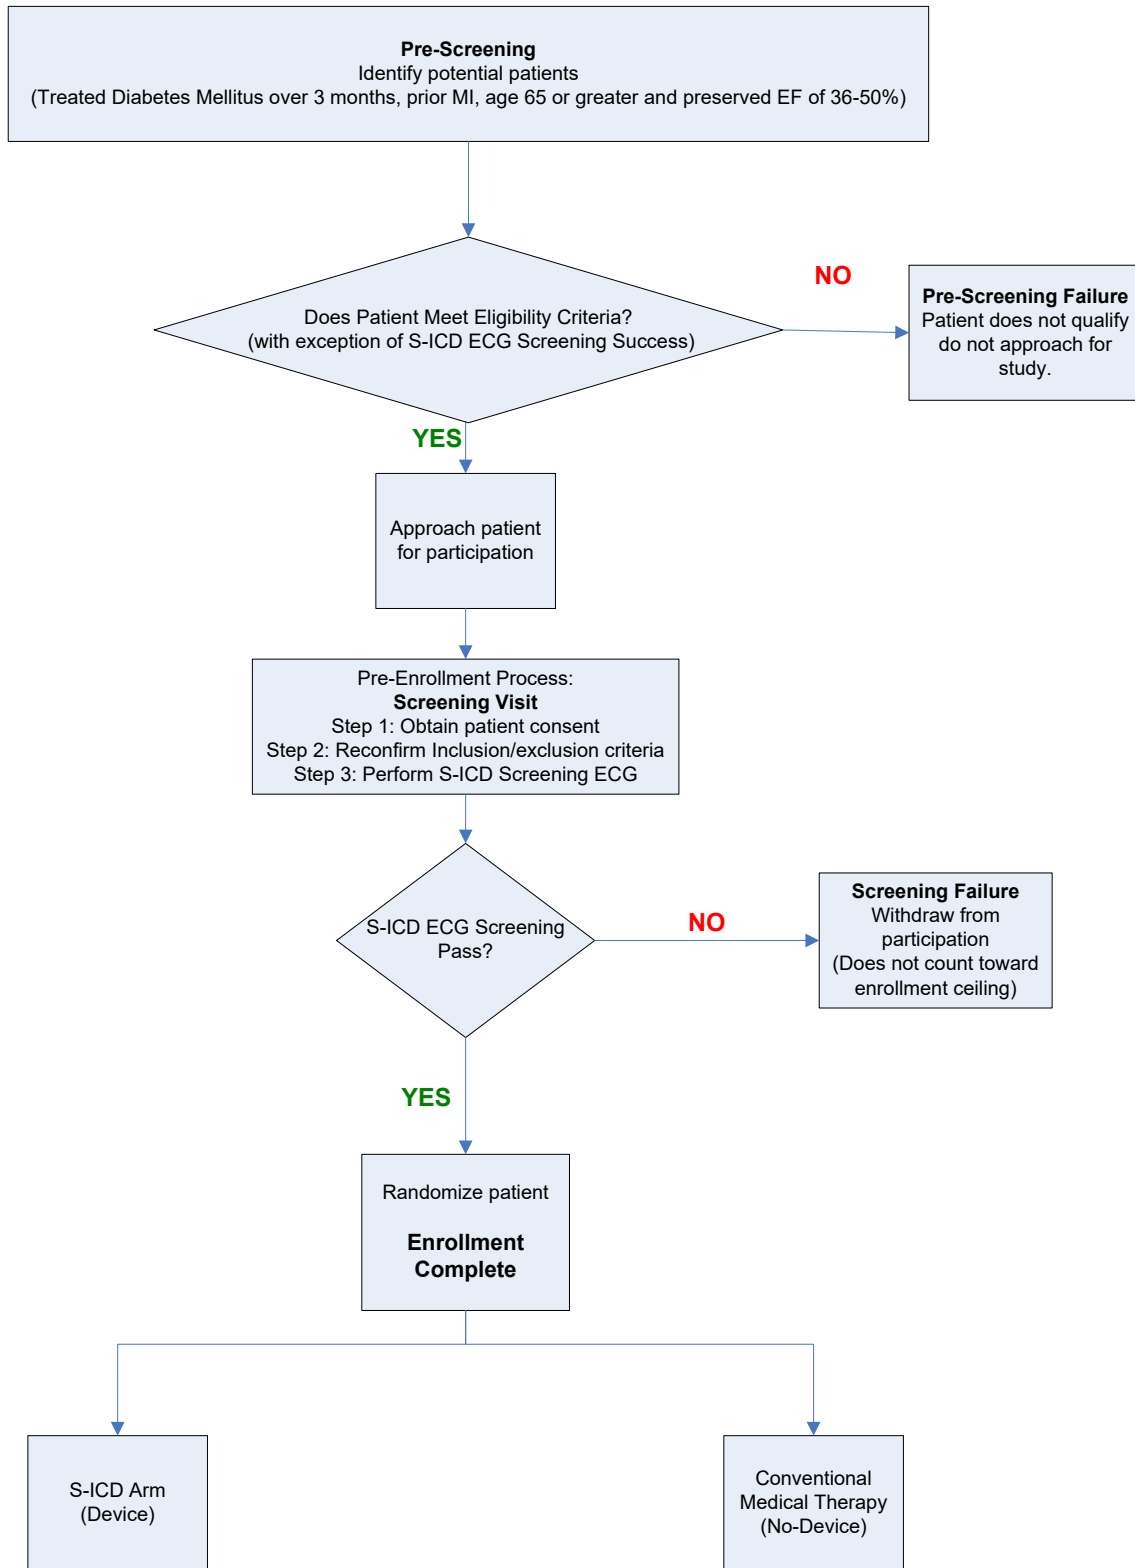 Pre-Screening
Identify potential patients
(Treated Diabetes Mellitus over 3 months, prior MI, age 65 or greater and preserved EF of 36-50%)
Does Patient Meet Eligibility Criteria?
(with exception of S-ICD ECG Screening Success)
NO
Pre-Screening Failure
Patient does not qualify
do not approach for
study.
YES
Approach patient
for participation
Pre-Enrollment Process:
Screening Visit
Step 1: Obtain patient consent
Step 2: Reconfirm Inclusion/exclusion criteria
Step 3: Perform S-ICD Screening ECG
S-ICD ECG Screening
Pass?
NO
Screening Failure
Withdraw from
participation
(Does not count toward
enrollment ceiling)
YES
Randomize patient
Enrollment
Complete
S-ICD Arm
(Device)
Conventional
Medical Therapy
(No-Device)